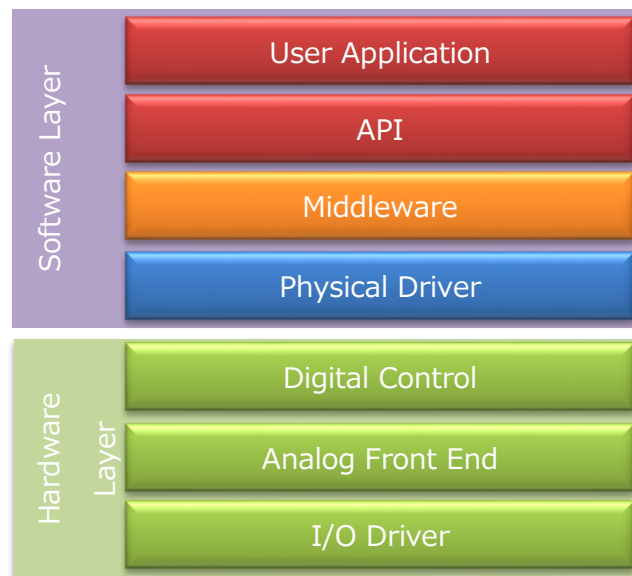 Software Layer
User Application
API
Middleware
Physical Driver
Hardware
Layer
Digital Control
Analog Front End
I/O Driver